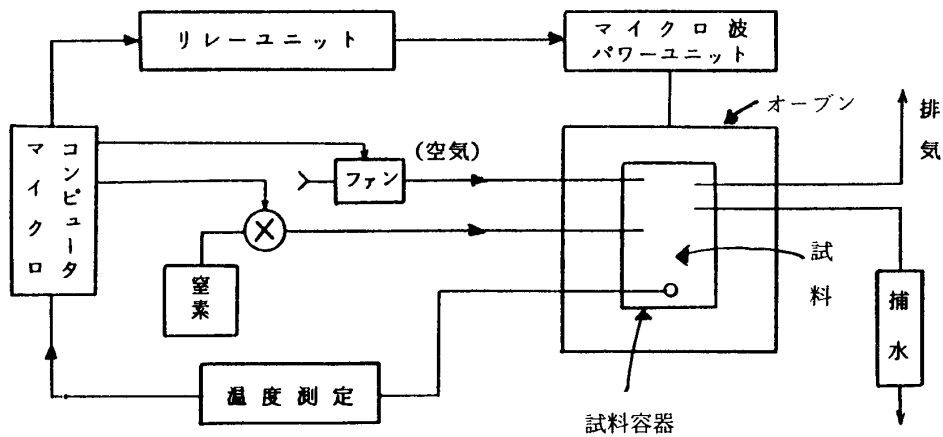 リレーユニット
マイクロ波
パワーユニット
オーブン
排気
マイクロ
コンピュータ
(空気)
ファン
窒素
試料
捕水
温度測定
試料容器